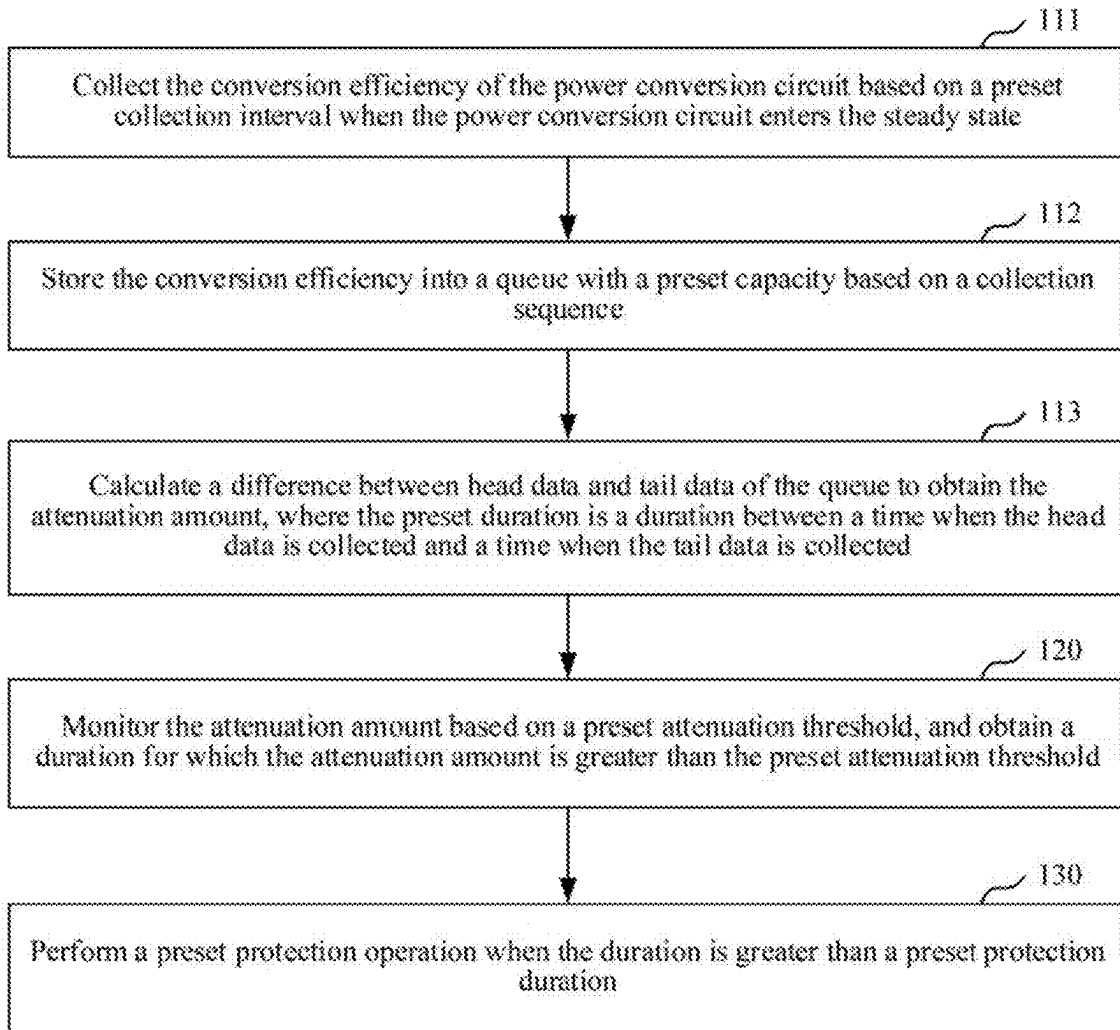 111
Collect the conversion efficiency of the power conversion circuit based on a preset
collection interval when the power conversion circuit enters the steady state
112
Store the conversion efficiency into a queue with a preset capacity based on a collection
sequence
113
Calculate a difference between head data and tail data of the queue to obtain the
attenuation amount, where the preset duration is a duration between a time when the head
data is collected and a time when the tail data is collected
120
Monitor the attenuation amount based on a preset attenuation threshold, and obtain a
duration for which the attenuation amount is greater than the preset attenuation threshold
130
Perform a preset protection operation when the duration is greater than a preset protection
duration